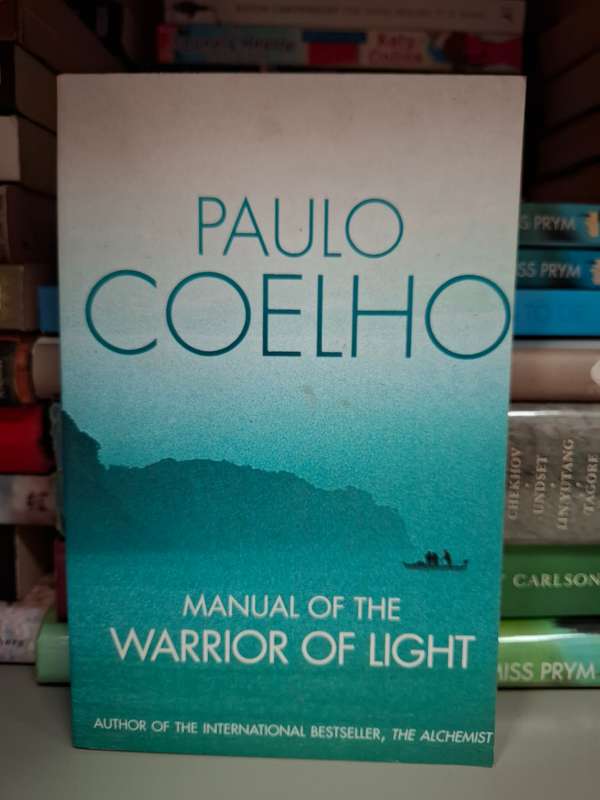 PAULO
COELHO
MANUAL OF THE
WARRIOR OF LIGHT
AUTHOR OF THE INTERNATIONAL BESTSELLER, THE ALCHEMIST
PRYM
SS PRYM
CHEKHOV
UNDSET
LIN YUTANG
TAGORE
CARLSON
MISS PRYM